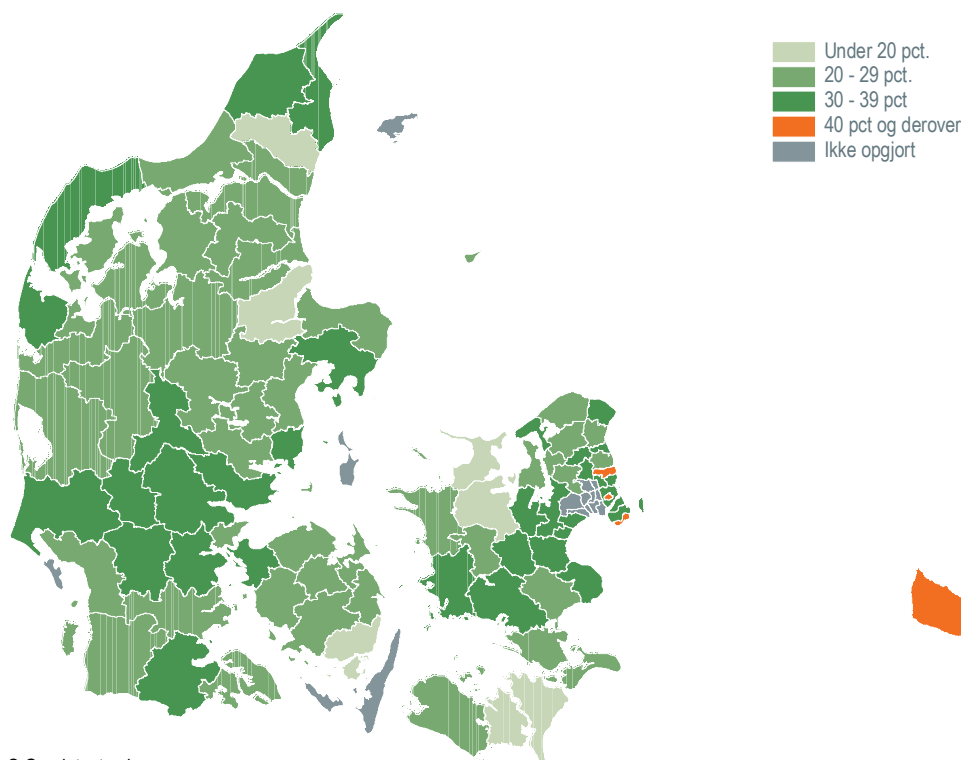 Under 20 pct.
20 - 29 pct.
30 - 39 pct
40 pct og derover
Ikke opgjort